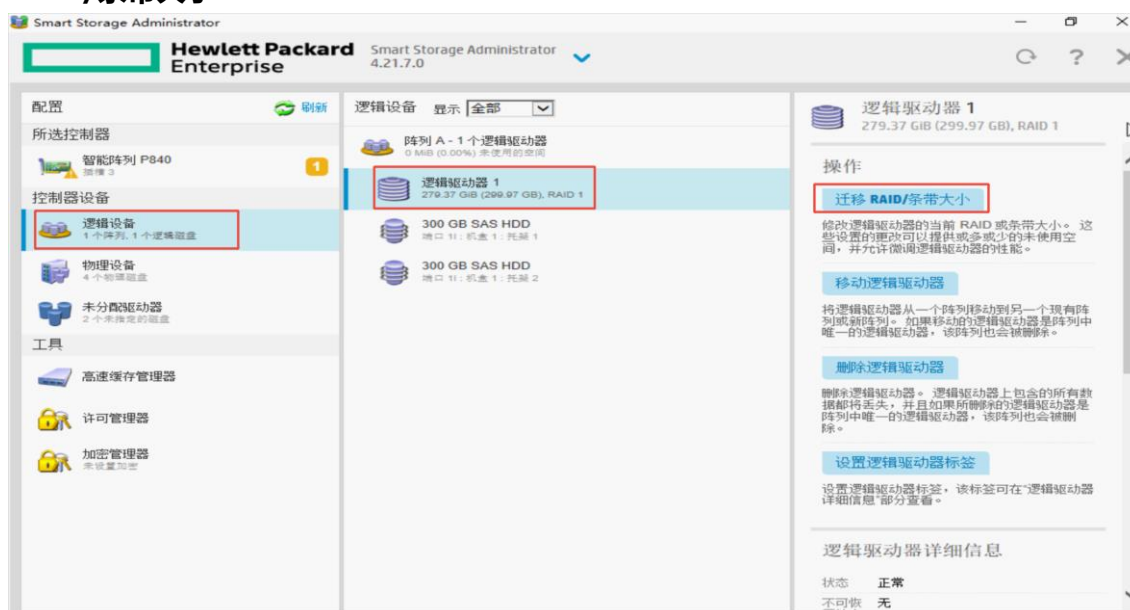 Smart Storage Administrator
Hewlett Packard
Enterprise
Smart Storage Administrator
4.21.7.0
配置
刷新
所选控制器
智能阵列 P840
插槽 3
1
控制器设备
逻辑设备
1 个阵列, 1 个逻辑磁盘
物理设备
4 个物理磁盘
未分配驱动器
2 个未指定的磁盘
工具
高速缓存管理器
许可管理器
加密管理器
未设置加密
逻辑设备 显示 全部
阵列 A - 1 个逻辑驱动器
0 MiB (0.00%) 未使用的空间
逻辑驱动器 1
279.37 GiB (299.97 GB), RAID 1
300 GB SAS HDD
端口 1I : 机盒 1 : 托架 1
300 GB SAS HDD
端口 1I : 机盒 1 : 托架 2
逻辑驱动器 1
279.37 GiB (299.97 GB), RAID 1
操作
迁移 RAID/条带大小
修改逻辑驱动器的当前 RAID 或条带大小。这
些设置的更改可以提供或多或少的未使用空
间，并允许微调逻辑驱动器的性能。
移动逻辑驱动器
将逻辑驱动器从一个阵列移动到另一个现有阵
列或新阵列。如果移动的逻辑驱动器是阵列中
唯一的逻辑驱动器，该阵列也会被删除。
删除逻辑驱动器
删除逻辑驱动器。逻辑驱动器上包含的所有数
据都将丢失，并且如果所删除的逻辑驱动器是
阵列中唯一的逻辑驱动器，该阵列也会被删
除。
设置逻辑驱动器标签
设置逻辑驱动器标签，该标签可在“逻辑驱动器
详细信息”部分查看。
逻辑驱动器详细信息
状态 正常
不可恢 无